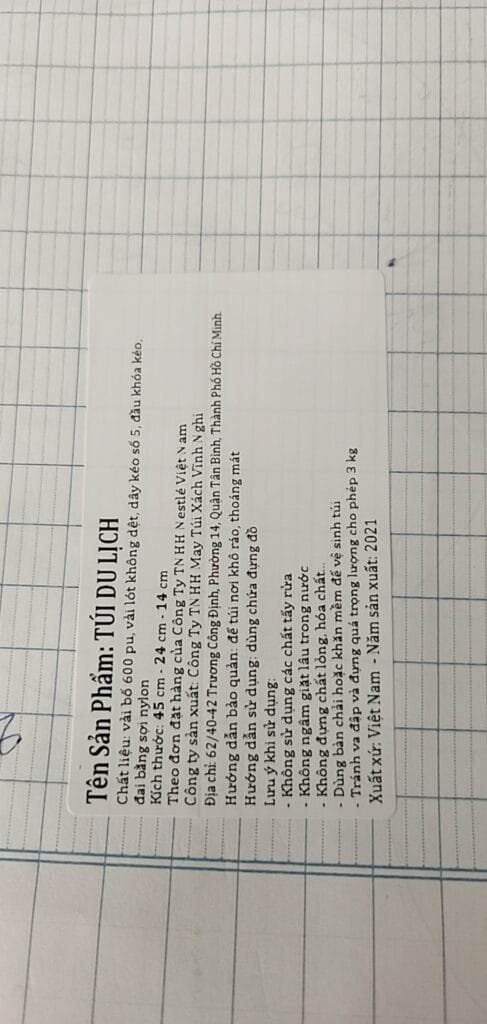 Tên Sản Phẩm: TÚI DU LỊCH
Chất liệu: vải bố 600 pu, vải lót không dệt, dây kéo số 5, đầu khóa kéo,
đai bằng sợi nylon
Kích thước: 45 cm - 24 cm - 14 cm
Theo đơn đặt hàng của Công Ty TNHH Nestlé Việt Nam
Công ty sản xuất: Công Ty TNHH May Túi Xách Vinh Nghi
Địa chỉ: 62/40-42 Trương Công Định, Phường 14, Quận Tân Bình, Thành Phố Hồ Chí Minh.
Hướng dẫn bảo quản: để túi nơi khô ráo, thoáng mát
Hướng dẫn sử dụng: dùng chứa đựng đồ
Lưu ý khi sử dụng:
- Không sử dụng các chất tẩy rửa
- Không ngâm giặt lâu trong nước
- Không đựng chất lỏng, hóa chất...
- Dùng bàn chải hoặc khăn mềm để vệ sinh túi
- Tránh va đập và đựng quá trọng lượng cho phép 3 kg
Xuất xứ: Việt Nam - Năm sản xuất: 2021